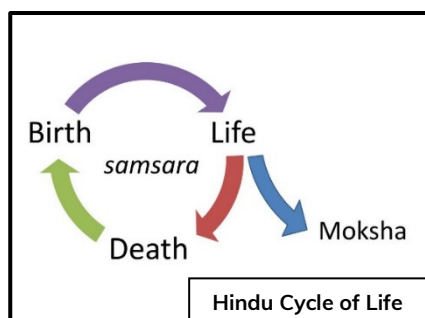 Birth Life
samsara
Moksha
Death
Hindu Cycle of Life